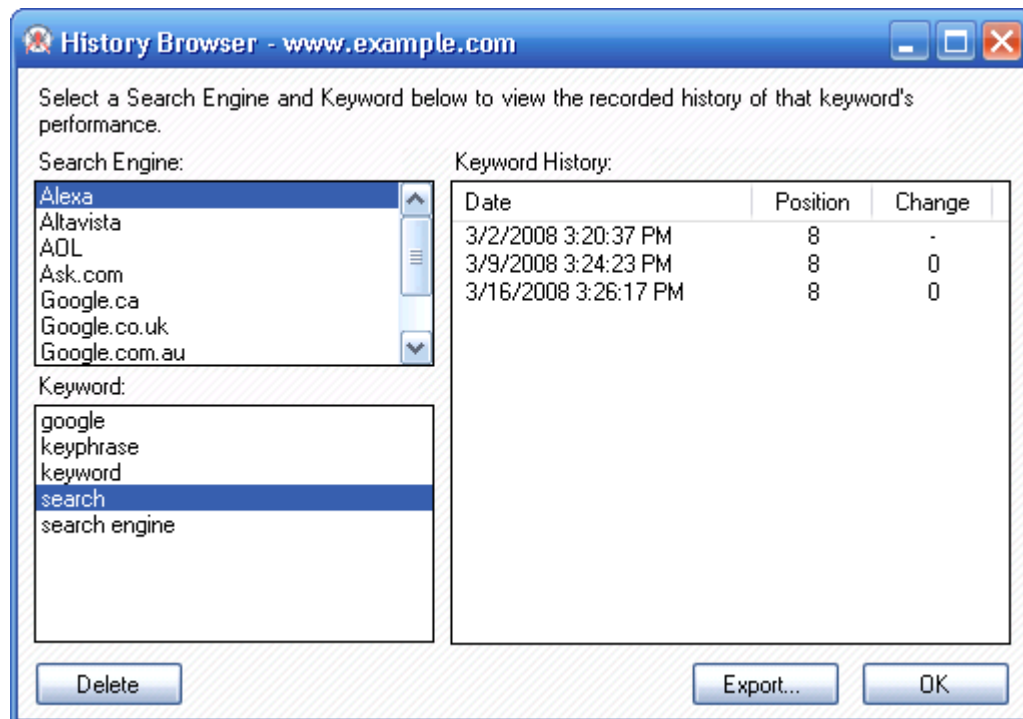 History Browser - www.example.com
Select a Search Engine and Keyword below to view the recorded history of that keyword's
performance.
Search Engine:
Alexa
Altavista
AOL
Ask.com
Google.ca
Google.co.uk
Google.com.au
Keyword:
google
keyphrase
keyword
search
search engine
Keyword History:
Date Position Change
3/2/2008 3:20:37 PM 8 -
3/9/2008 3:24:23 PM 8 0
3/16/2008 3:26:17 PM 8 0
Delete Export... OK